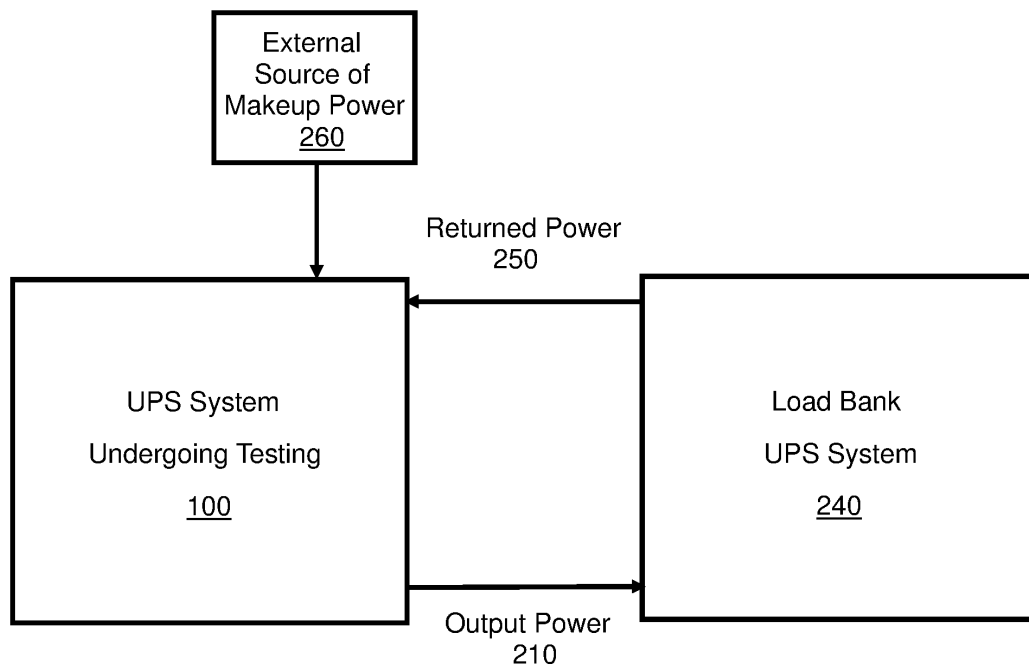 External
Source of
Makeup Power
260
Returned Power
250
UPS System
Undergoing Testing
100
Load Bank
UPS System
240
Output Power
210